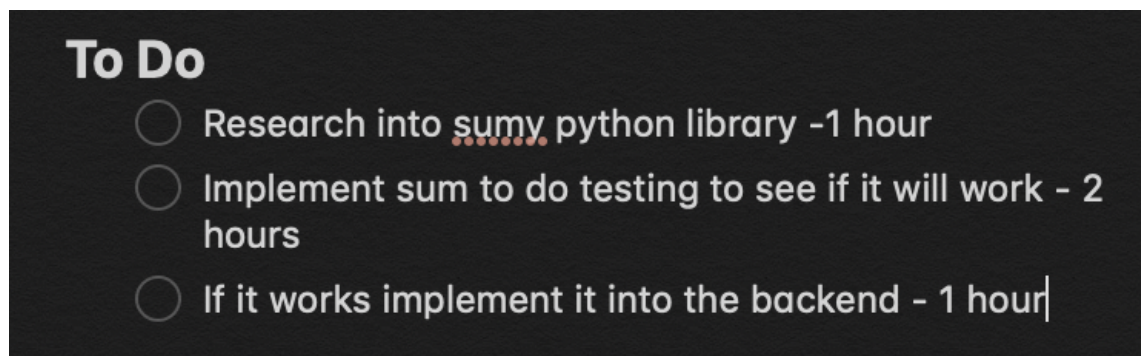 To Do
Research into sumy python library -1 hour
Implement sum to do testing to see if it will work - 2
hours
If it works implement it into the backend - 1 hour